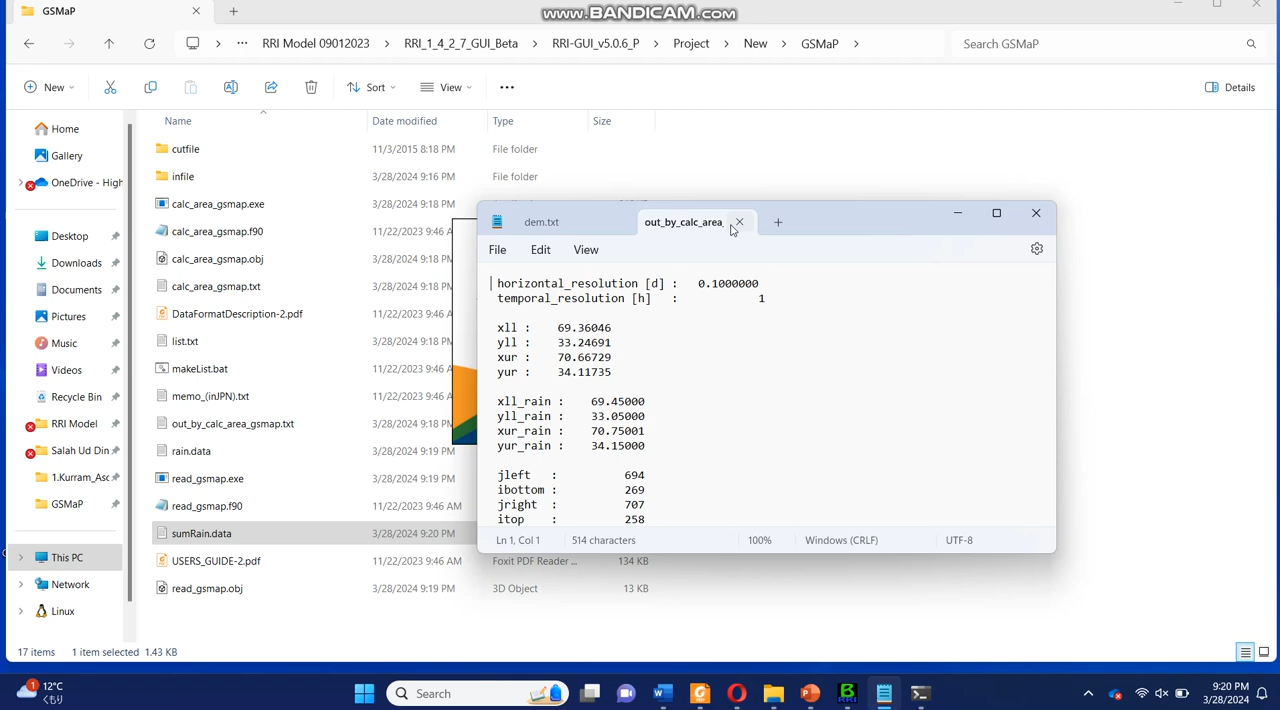 GSMaP
www.BANDICAM.com
RRI Model 09012023 RRI_1_4_2_7_GUI_Beta RRI-GUI_v5.0.6_P Project New GSMaP
Search GSMaP
New Sort View Details
Name Date modified Type Size
Home
Gallery
OneDrive - High
Desktop
Downloads
Documents
Pictures
Music
Videos
Recycle Bin
RRI Model
Salah Ud Din
1.Kurram_Asc
GSMaP
This PC
Network
Linux
cutfile 11/3/2015 8:18 PM File folder
infile 3/28/2024 9:16 PM File folder
calc_area_gsmap.exe 3/28/2024 9:18 PM
calc_area_gsmap.f90 11/22/2023 9:46 A
calc_area_gsmap.obj 3/28/2024 9:18 PM
calc_area_gsmap.txt 3/28/2024 9:18 PM
DataFormatDescription-2.pdf 11/22/2023 9:46 A
list.txt 3/28/2024 9:18 PM
makeList.bat 11/22/2023 9:46 A
memo_(inJPN).txt 11/22/2023 9:46 A
out_by_calc_area_gsmap.txt 3/28/2024 9:18 PM
rain.data 3/28/2024 9:19 PM
read_gsmap.exe 3/28/2024 9:19 PM
read_gsmap.f90 11/22/2023 9:46 AM
sumRain.data 3/28/2024 9:20 PM
USERS_GUIDE-2.pdf 11/22/2023 9:46 AM Foxit PDF Reader ... 134 KB
read_gsmap.obj 3/28/2024 9:19 PM 3D Object 13 KB
dem.txt out_by_calc_area_
File Edit View
horizontal_resolution [d] : 0.1000000
temporal_resolution [h] : 1
xll : 69.36046
yll : 33.24691
xur : 70.66729
yur : 34.11735
xll_rain : 69.45000
yll_rain : 33.05000
xur_rain : 70.75001
yur_rain : 34.15000
jleft : 694
ibottom : 269
jright : 707
itop : 258
Ln 1, Col 1 514 characters 100% Windows (CRLF) UTF-8
17 items 1 item selected 1.43 KB
1
12°C
くもり
Search
RRI
9:20 PM
3/28/2024